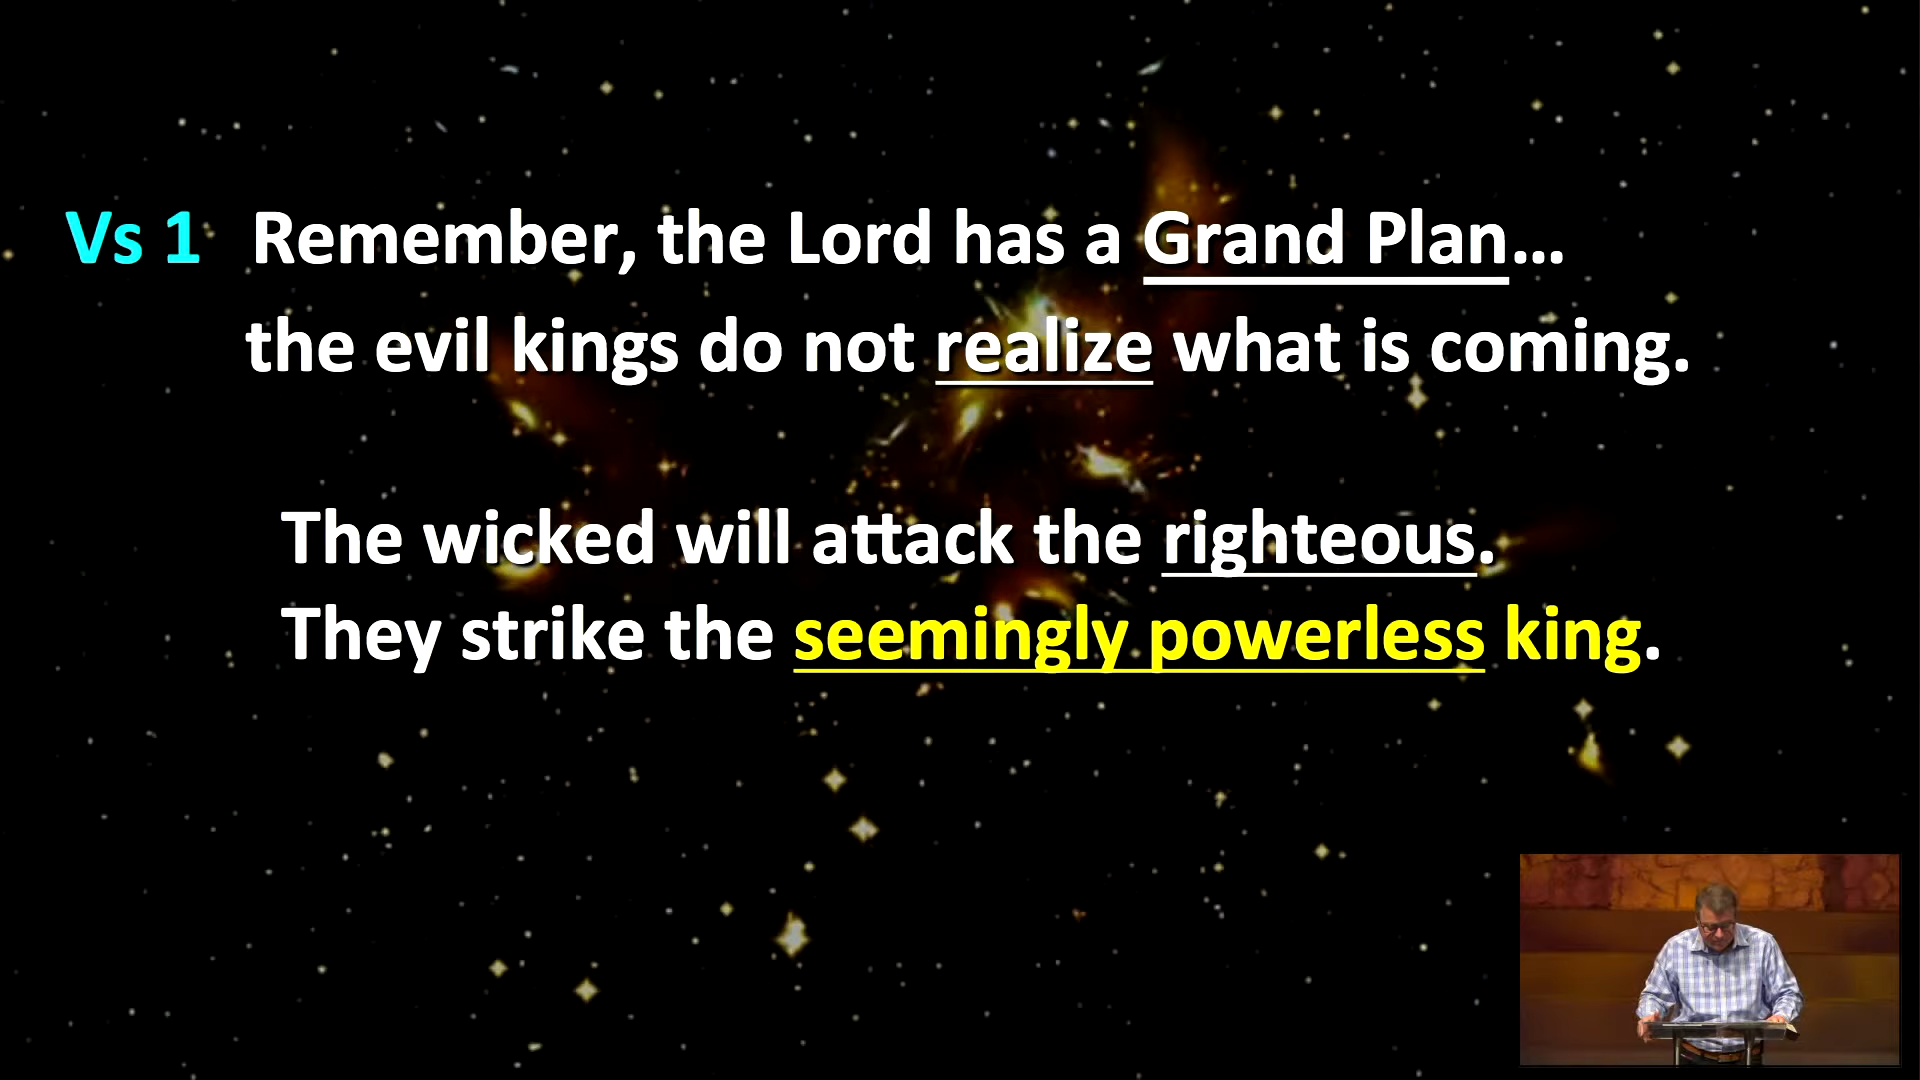 Vs 1 Remember, the Lord has a Grand Plan…
the evil kings do not realize what is coming.
The wicked will attack the righteous.
They strike the seemingly powerless king.